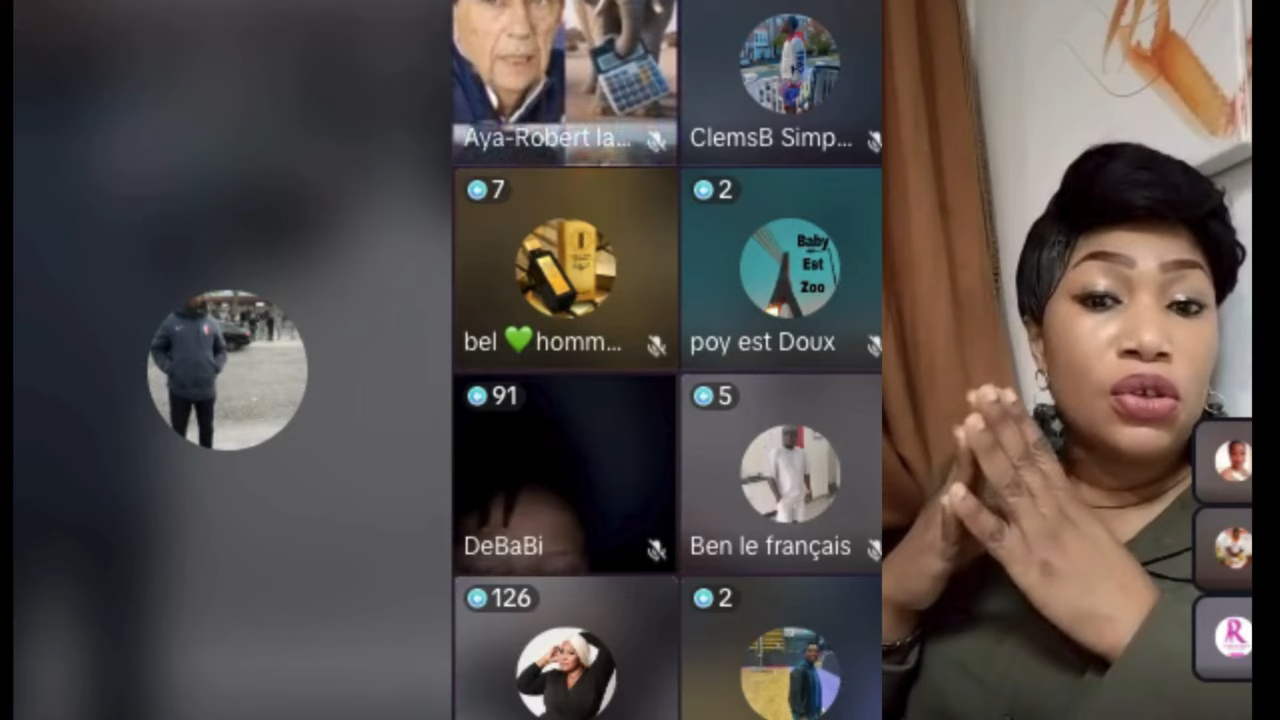 Aya-Robert la...
ClemsB Simp...
7
2
Baby
Est
Zoo
bel 💚homm...
poy est Doux
91
5
DeBaBi
Ben le français
126
2
R